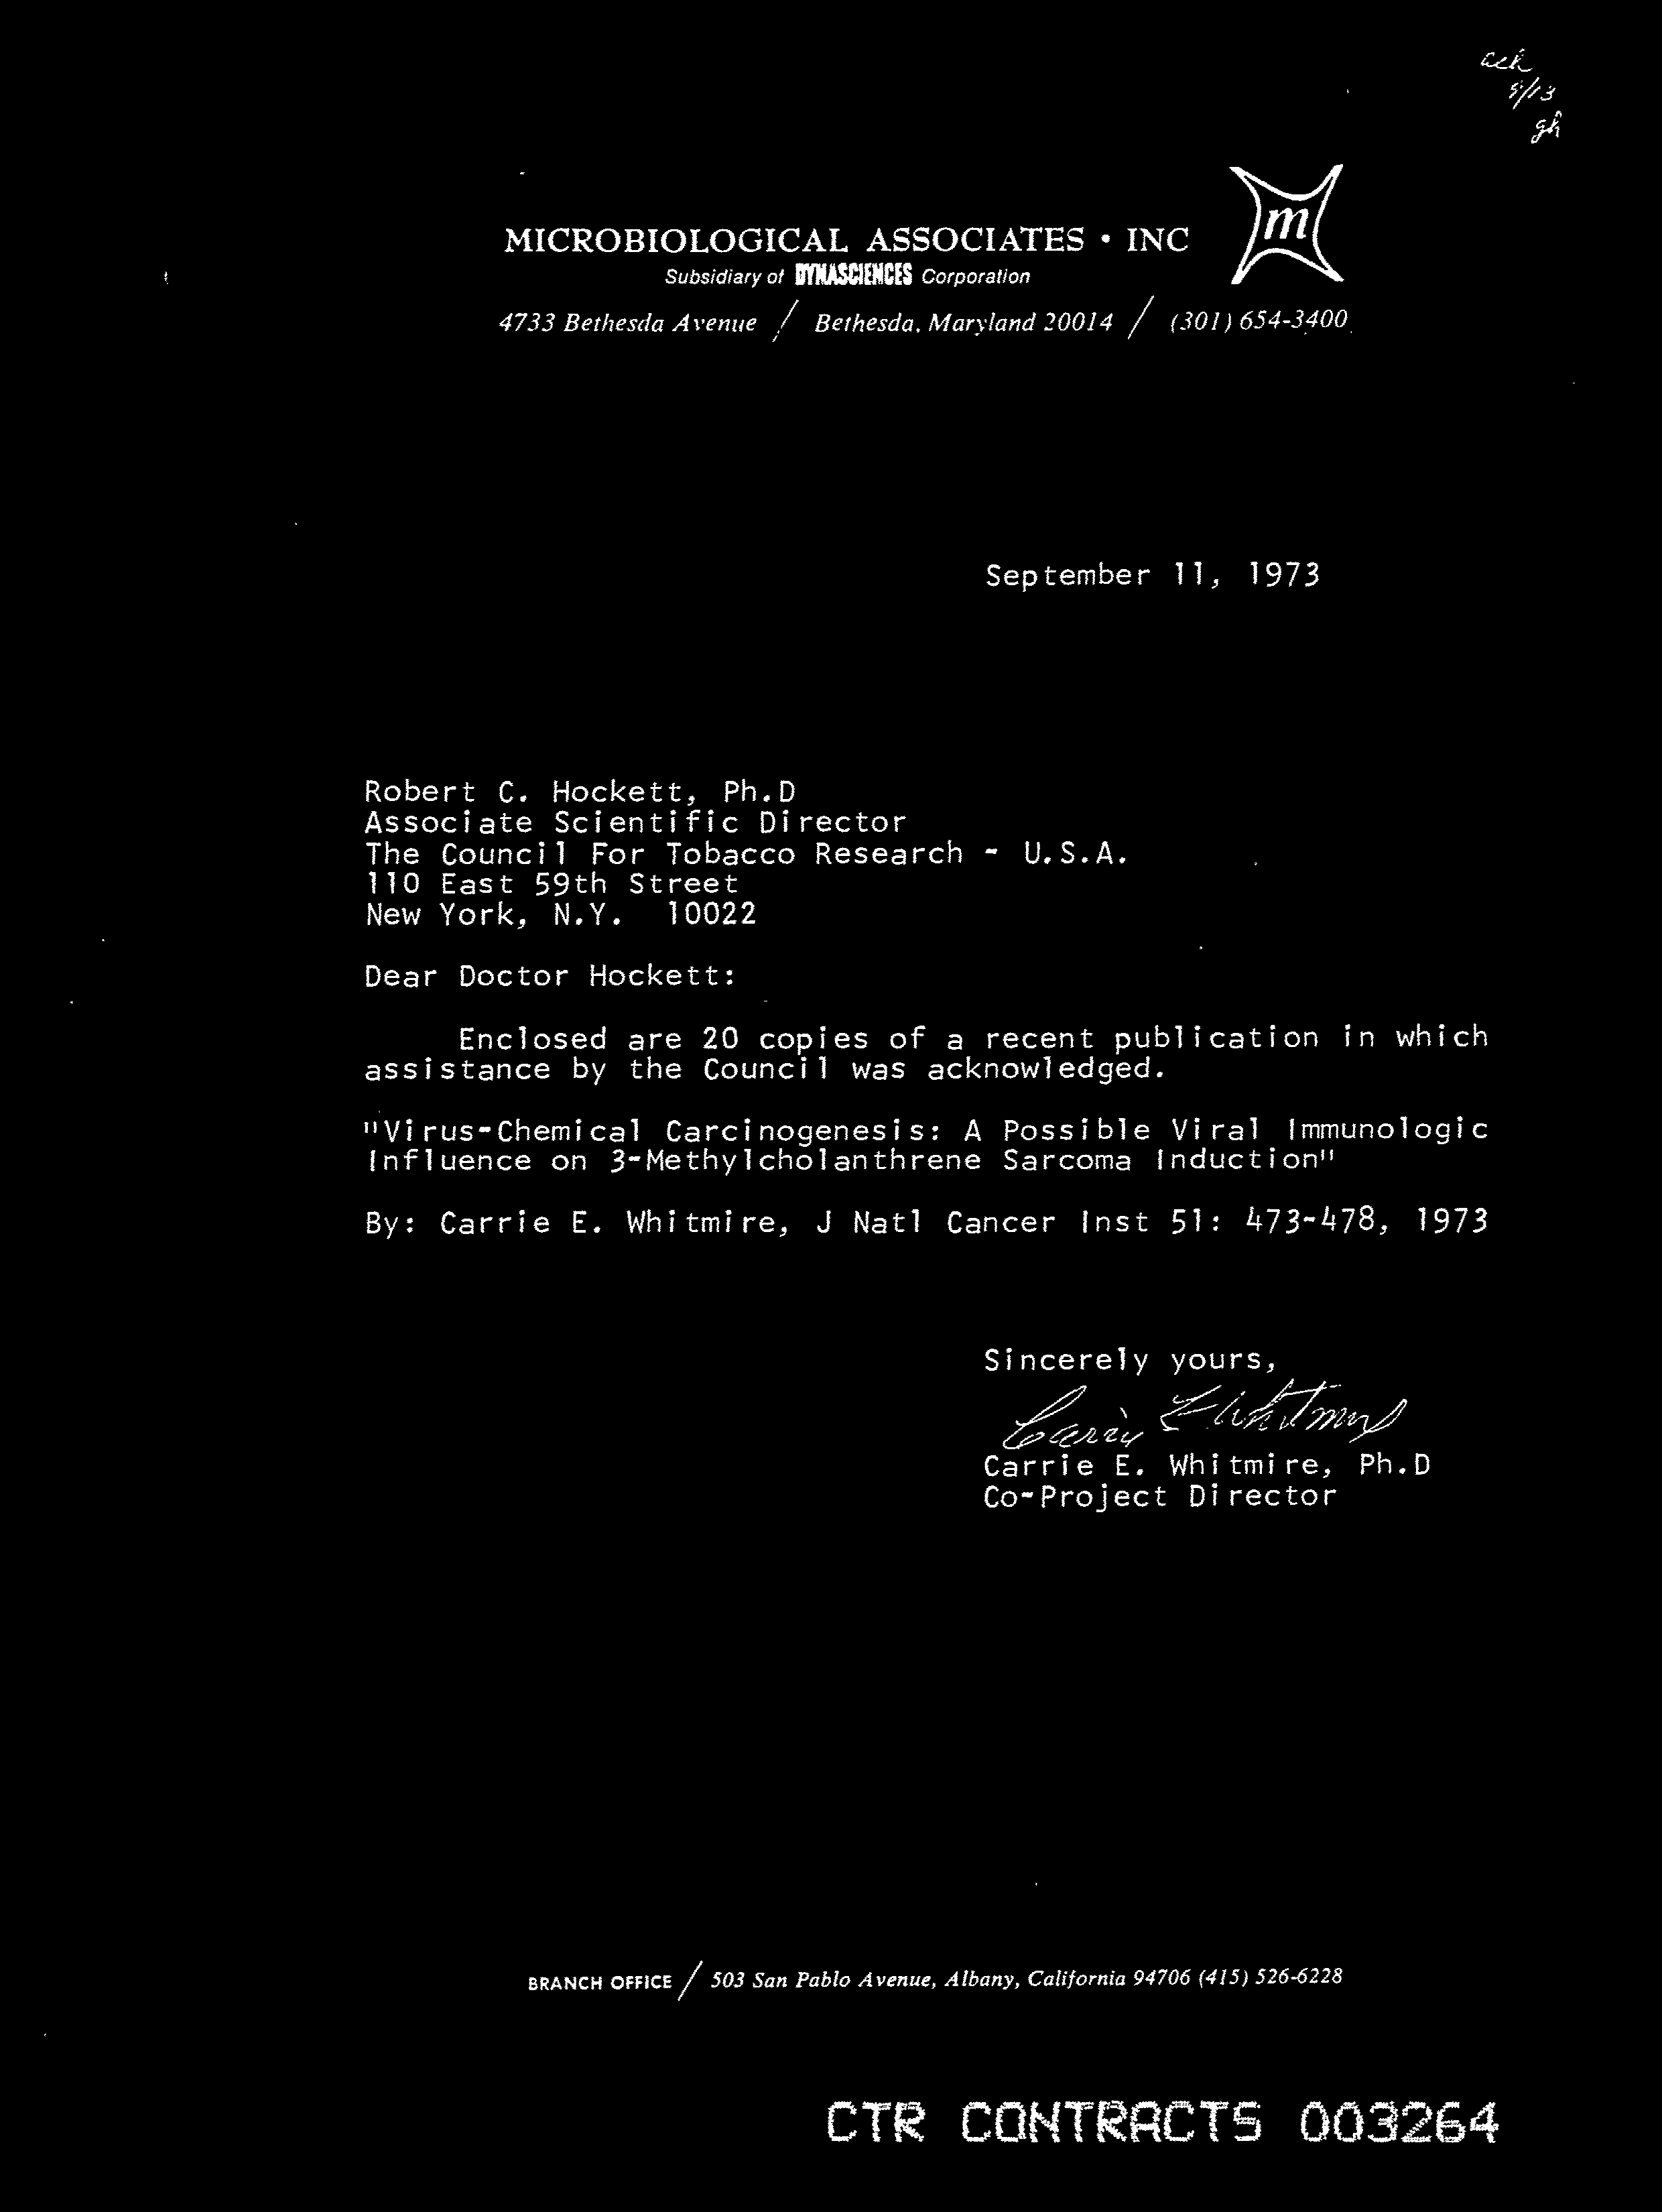 ack
9/13
gh
MICROBIOLOGICAL ASSOCIATES • INC
m
Subsidiary of DYNASCIENCES Corporation
4733 Bethesda Avenue / Bethesda, Maryland 20014 / (301) 654-3400
September 11, 1973
Robert C. Hockett, Ph.D
Associate Scientific Director
The Council For Tobacco Research - U.S.A.
110 East 59th Street
New York, N.Y. 10022
Dear Doctor Hockett:
Enclosed are 20 copies of a recent publication in which
assistance by the Council was acknowledged.
"Virus-Chemical Carcinogenesis: A Possible Viral Immunologic
Influence on 3-Methylcholanthrene Sarcoma Induction"
By: Carrie E. Whitmire, J Natl Cancer Inst 51: 473-478, 1973
Sincerely yours,
Carrie E Whitmire
Carrie E. Whitmire, Ph.D
Co-Project Director
BRANCH OFFICE / 503 San Pablo Avenue, Albany, California 94706 (415) 526-6228
CTR CONTRACTS 003264